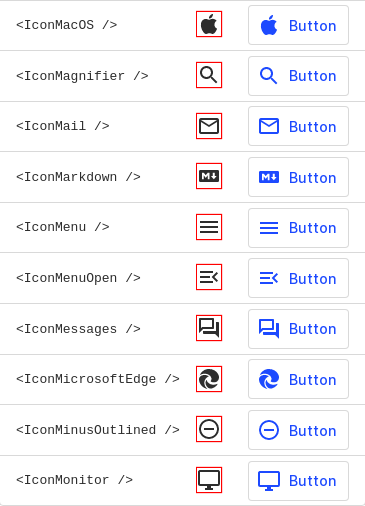 <IconMacOS /> Button
<IconMagnifier /> Button
<IconMail /> Button
<IconMarkdown /> M Button
<IconMenu /> Button
<IconMenuOpen /> Button
<IconMessages /> Button
<IconMicrosoftEdge /> Button
<IconMinusOutlined /> Button
<IconMonitor /> Button